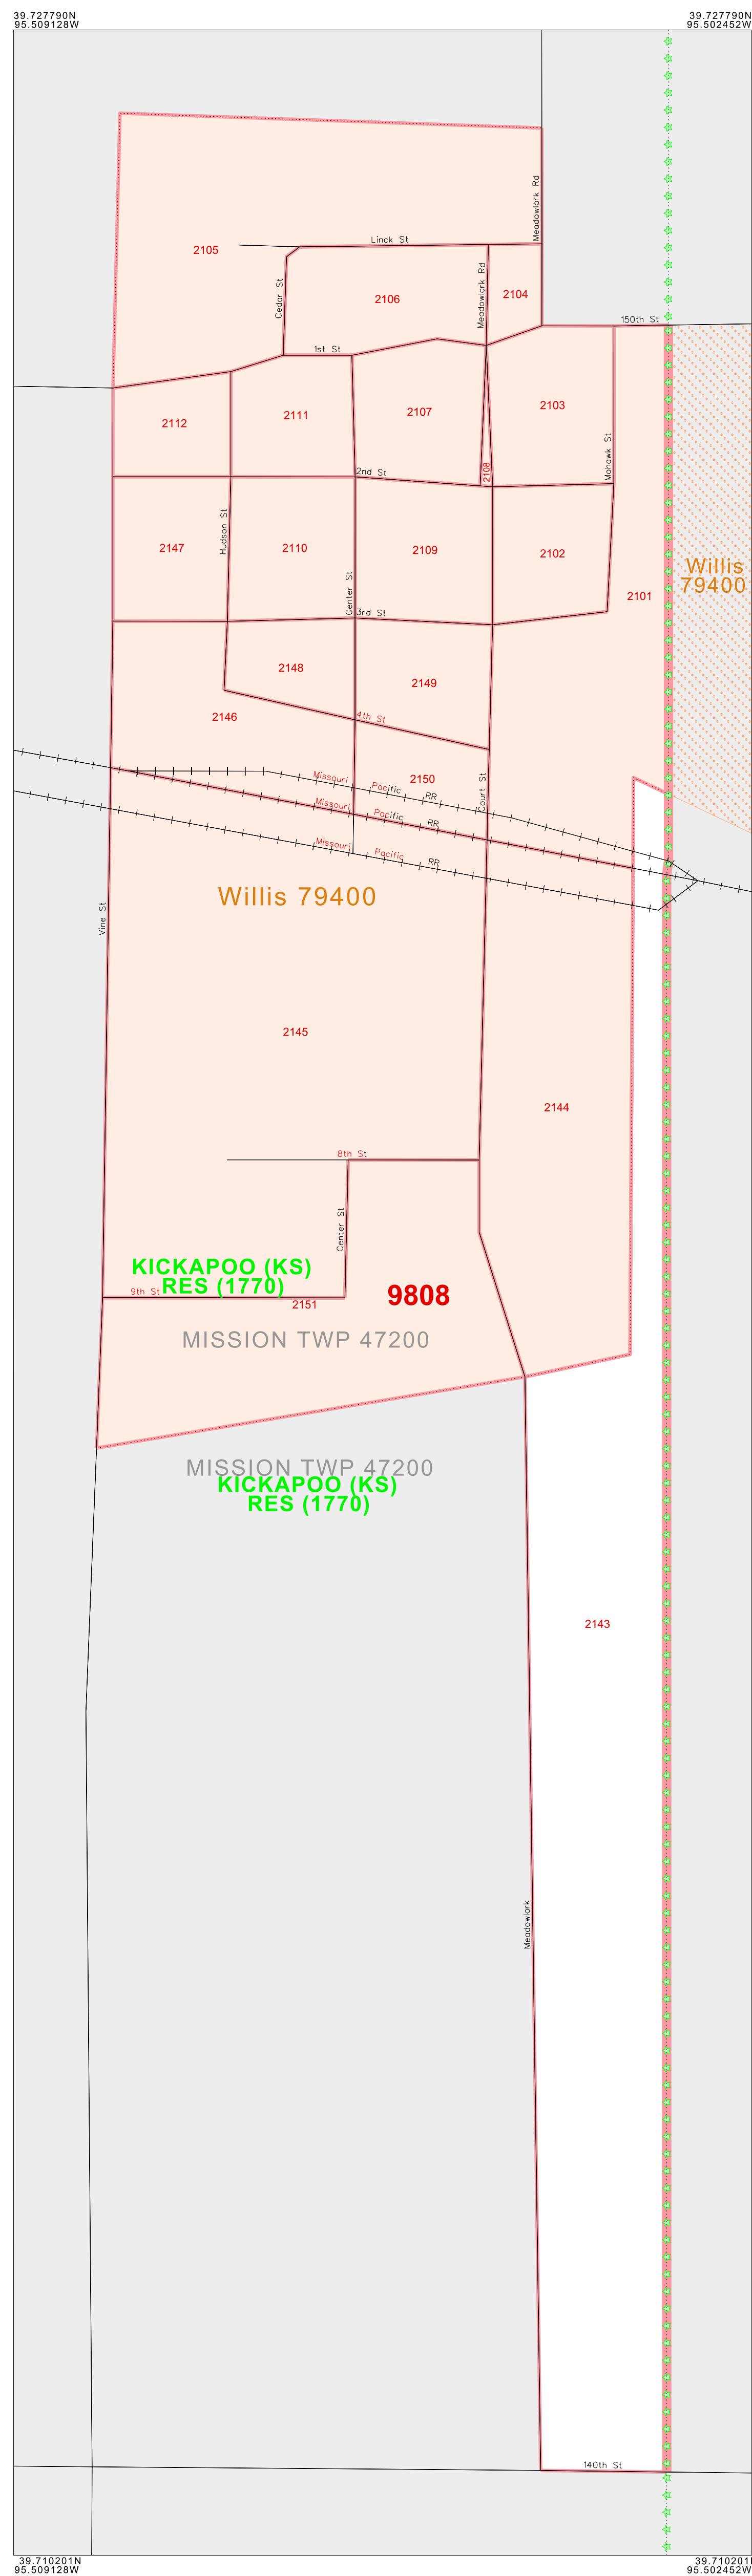 39.727790N
95.509128W
39.727790N
95.502452W
Meadowlark Rd
Linck St
2105
Cedar St
2106
Meadowlark Rd
2104
150th St
1st St
2112
2111
2107
2103
Mohawk St
2108
2nd St
Hudson St
2147
2110
Center St
2109
2102
2101
Willis
79400
3rd St
2148
2149
2146
4th St
Missouri Pacific RR
2150
Court St
Missouri Pacific RR
Missouri Pacific RR
Willis 79400
Vine St
2145
2144
8th St
Center St
KICKAPOO (KS)
RES (1770)
9th St
2151
9808
MISSION TWP 47200
MISSION TWP 47200
KICKAPOO (KS)
RES (1770)
2143
Meadowlark
140th St
39.710201N
95.509128W
39.710201
95.502452W